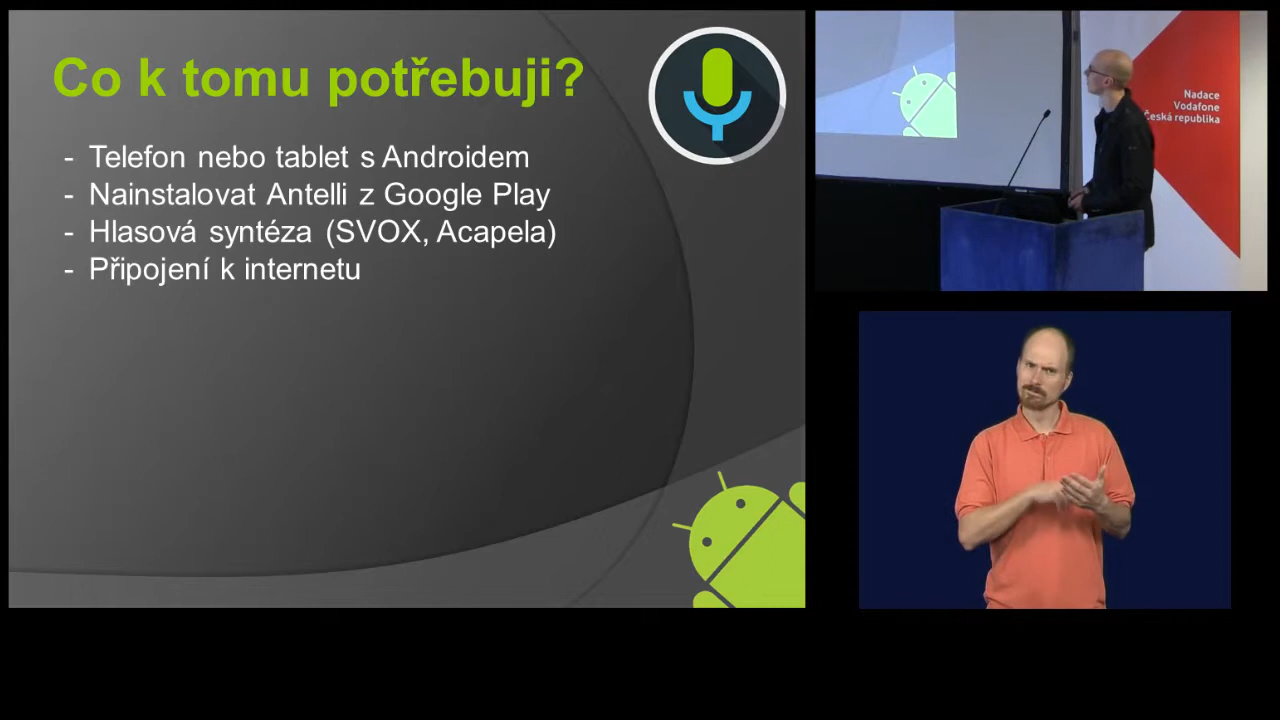 Co k tomu potřebuji?
- Telefon nebo tablet s Androidem
- Nainstalovat Antelli z Google Play
- Hlasová syntéza (SVOX, Acapela)
- Připojení k internetu
Nadace
Vodafone
Česká republika